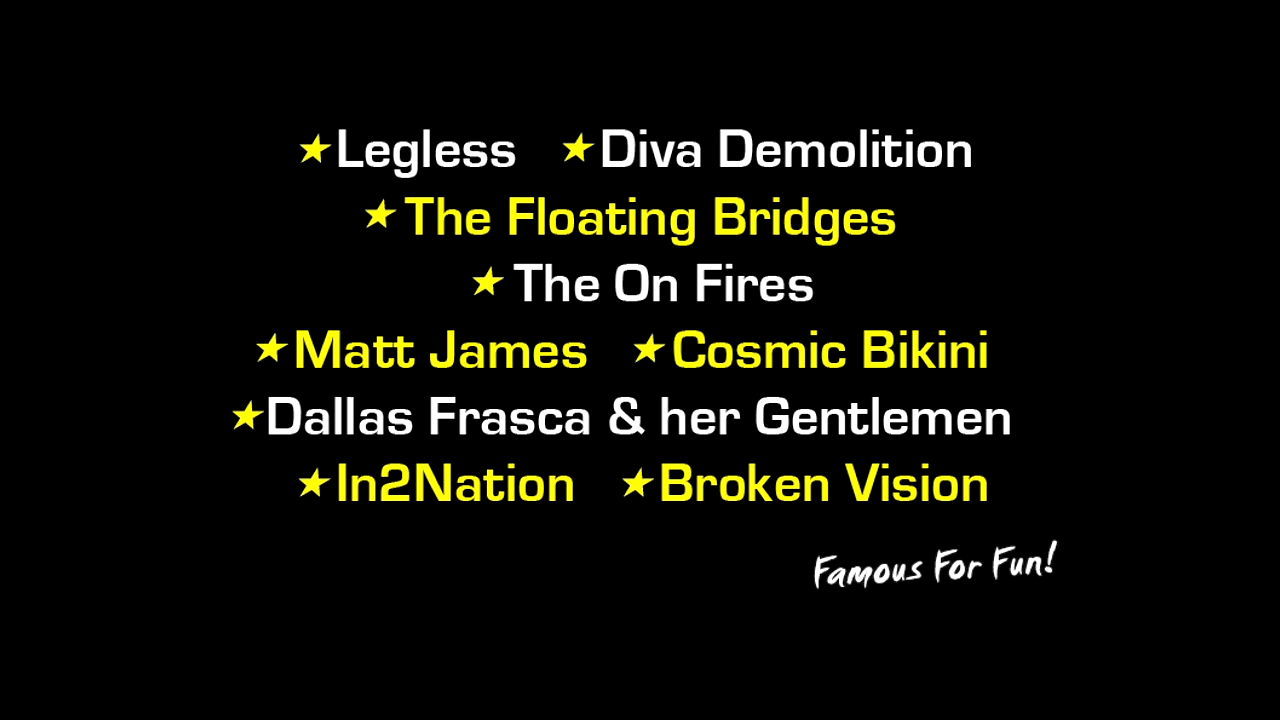 ★Legless ★Diva Demolition
★The Floating Bridges
★The On Fires
★Matt James ★Cosmic Bikini
★Dallas Frasca & her Gentlemen
★In2Nation ★Broken Vision
Famous For Fun!